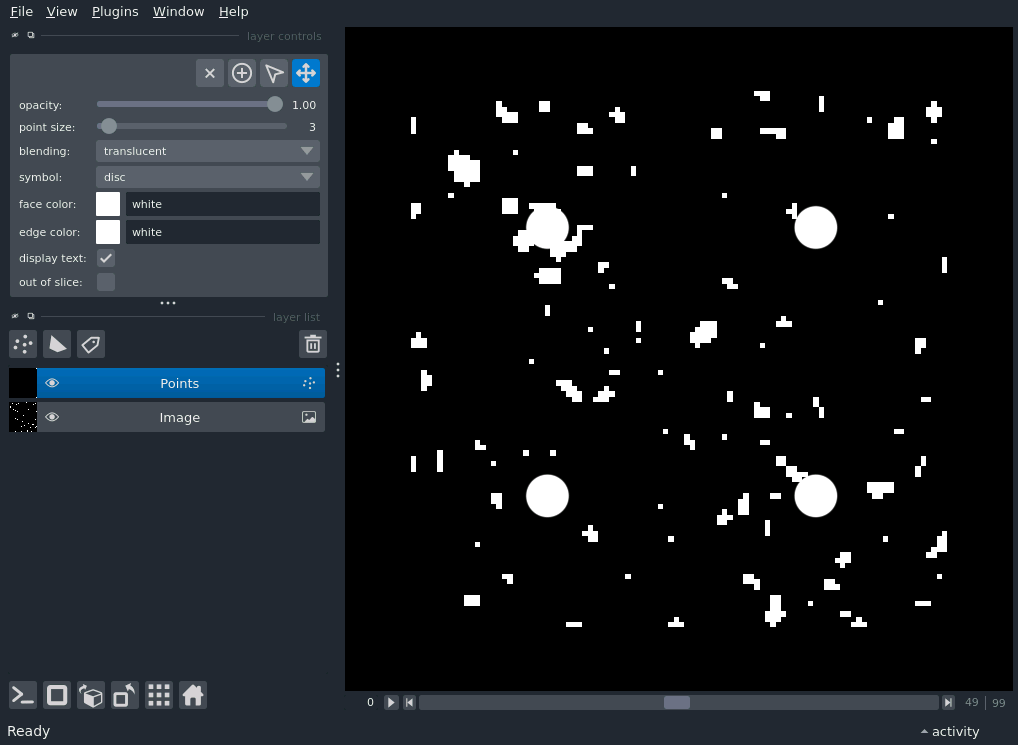 File View Plugins Window Help
layer controls
opacity: 1.00
point size: 3
blending: translucent
symbol: disc
face color: white
edge color: white
display text:
out of slice:
layer list
Points
Image
0 49 99
Ready activity